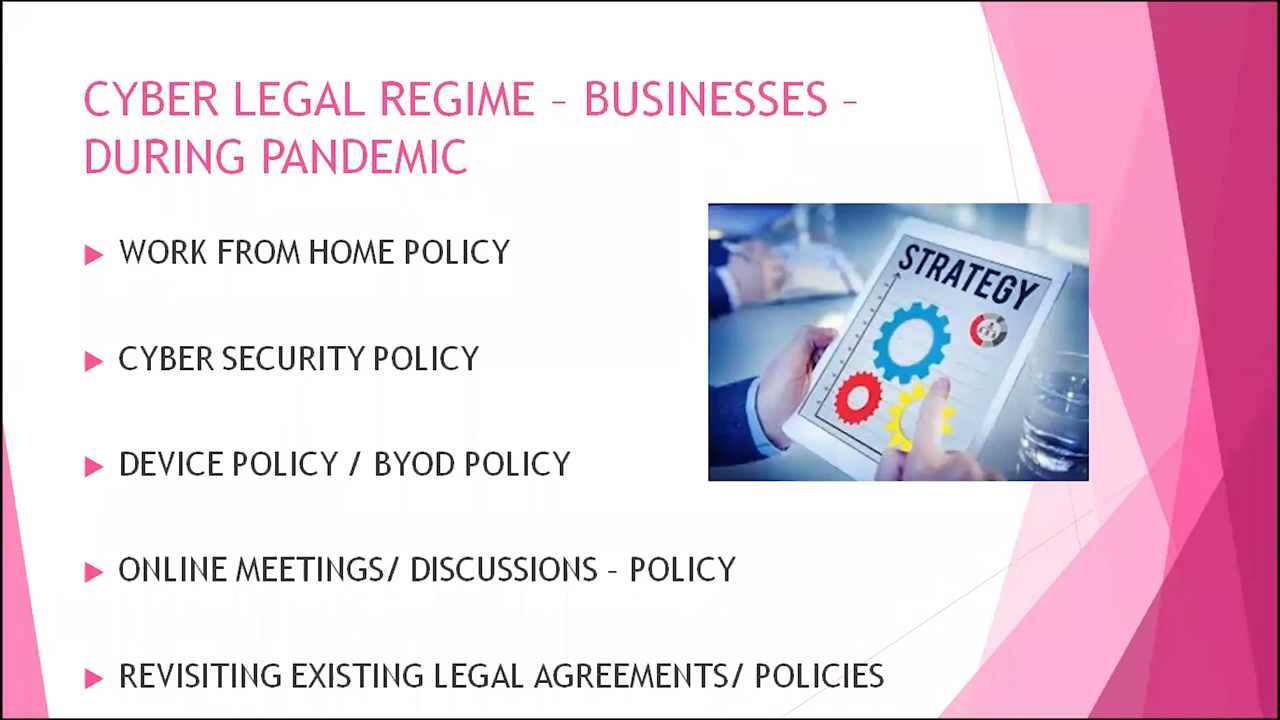 CYBER LEGAL REGIME – BUSINESSES –
DURING PANDEMIC
WORK FROM HOME POLICY
CYBER SECURITY POLICY
DEVICE POLICY / BYOD POLICY
ONLINE MEETINGS/ DISCUSSIONS – POLICY
REVISITING EXISTING LEGAL AGREEMENTS/ POLICIES
STRATEGY